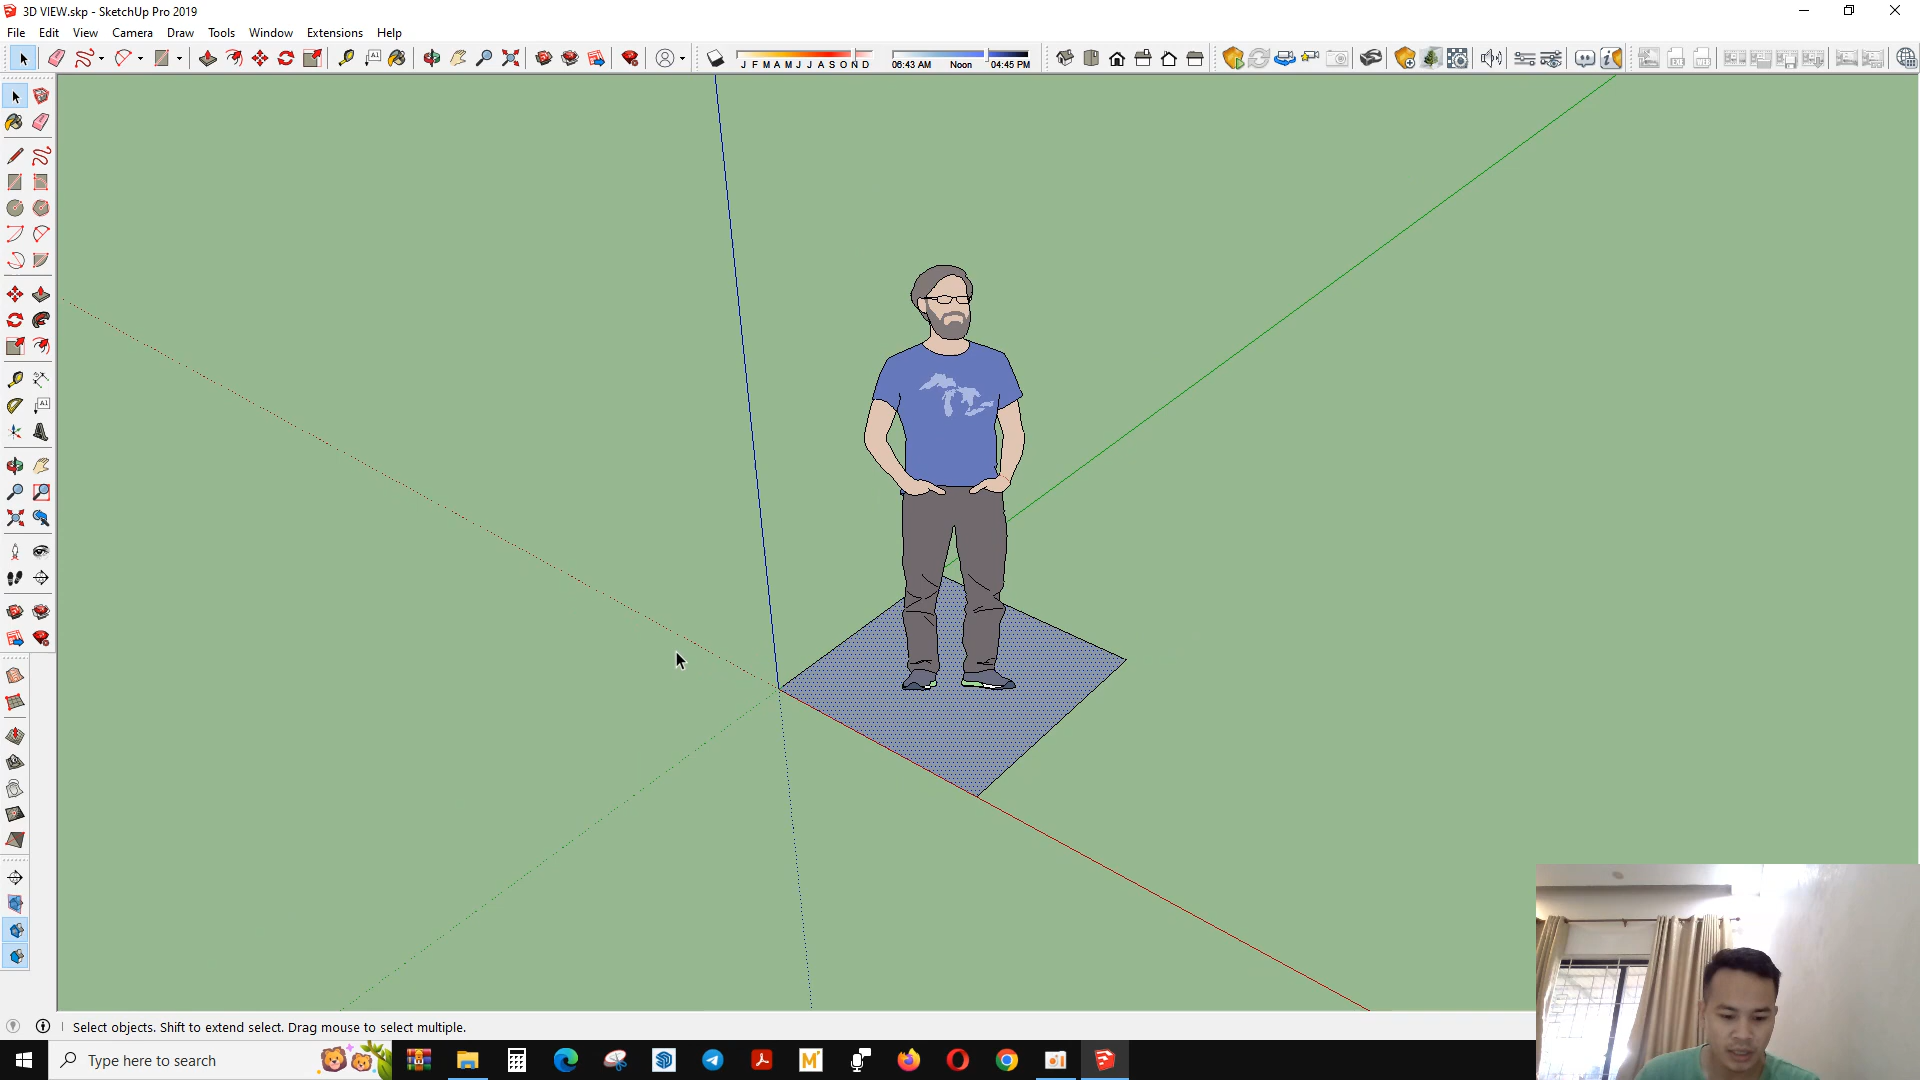 3D VIEW.skp - SketchUp Pro 2019
File Edit View Camera Draw Tools Window Extensions Help
J F M A M J J A S O N D 06:43 AM Noon 04:45 PM
Select objects. Shift to extend select. Drag mouse to select multiple.
Type here to search